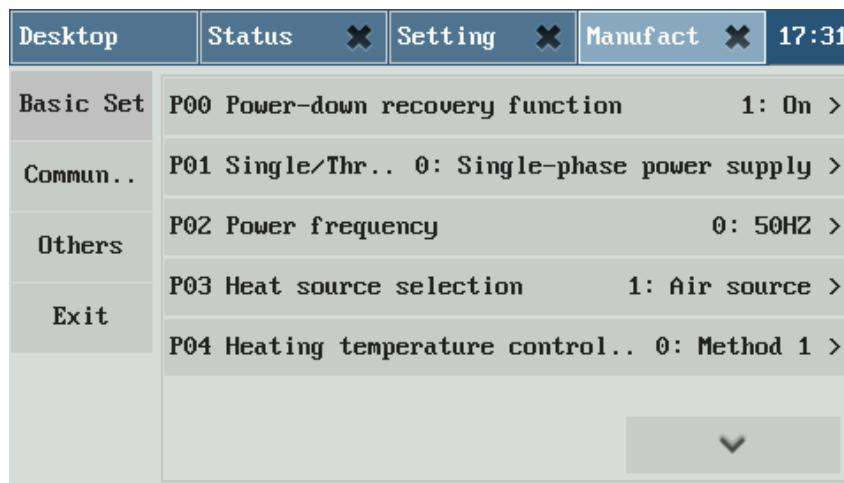 Desktop Status Setting Manufact 17:31
Basic Set
Commun..
Others
Exit
P00 Power-down recovery function 1: On >
P01 Single/Thr.. 0: Single-phase power supply >
P02 Power frequency 0: 50HZ >
P03 Heat source selection 1: Air source >
P04 Heating temperature control.. 0: Method 1 >